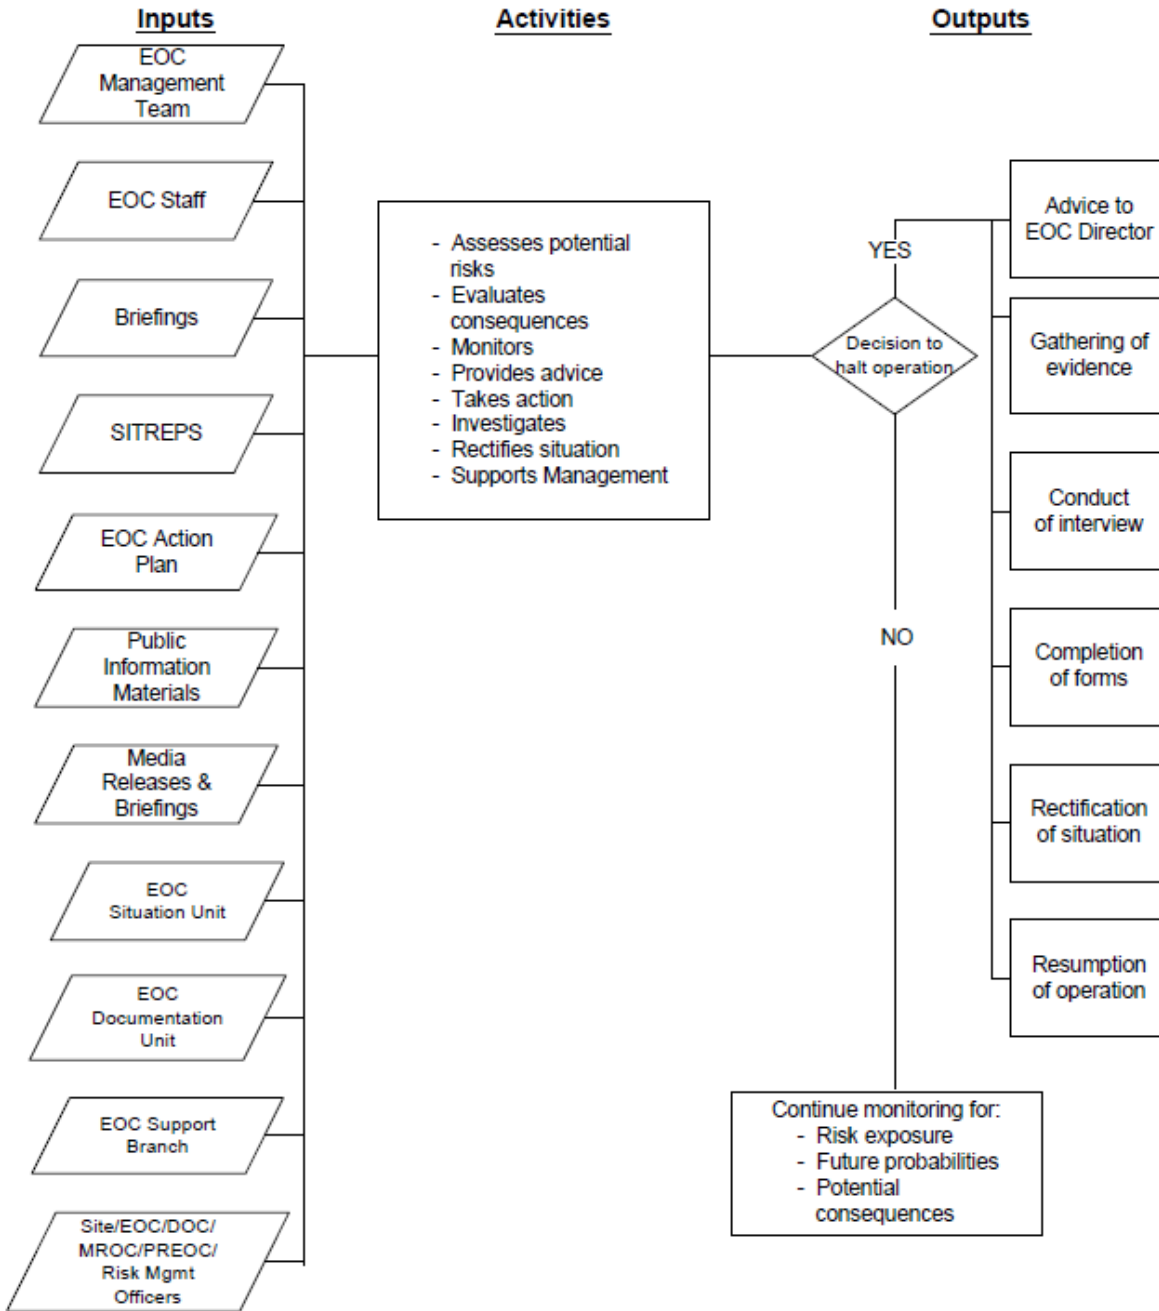 Inputs
Activities
Outputs
EOC
Management
Team
EOC Staff
Briefings
SITREPS
EOC Action
Plan
Public
Information
Materials
Media
Releases &
Briefings
EOC
Situation Unit
EOC
Documentation
Unit
EOC Support
Branch
Site/EOC/DOC/
MROC/PREOC/
Risk Mgmt
Officers
- Assesses potential
risks
- Evaluates
consequences
- Monitors
- Provides advice
- Takes action
- Investigates
- Rectifies situation
- Supports Management
YES
Decision to
halt operation
NO
Continue monitoring for:
- Risk exposure
- Future probabilities
- Potential
consequences
Advice to
EOC Director
Gathering of
evidence
Conduct
of interview
Completion
of forms
Rectification
of situation
Resumption
of operation